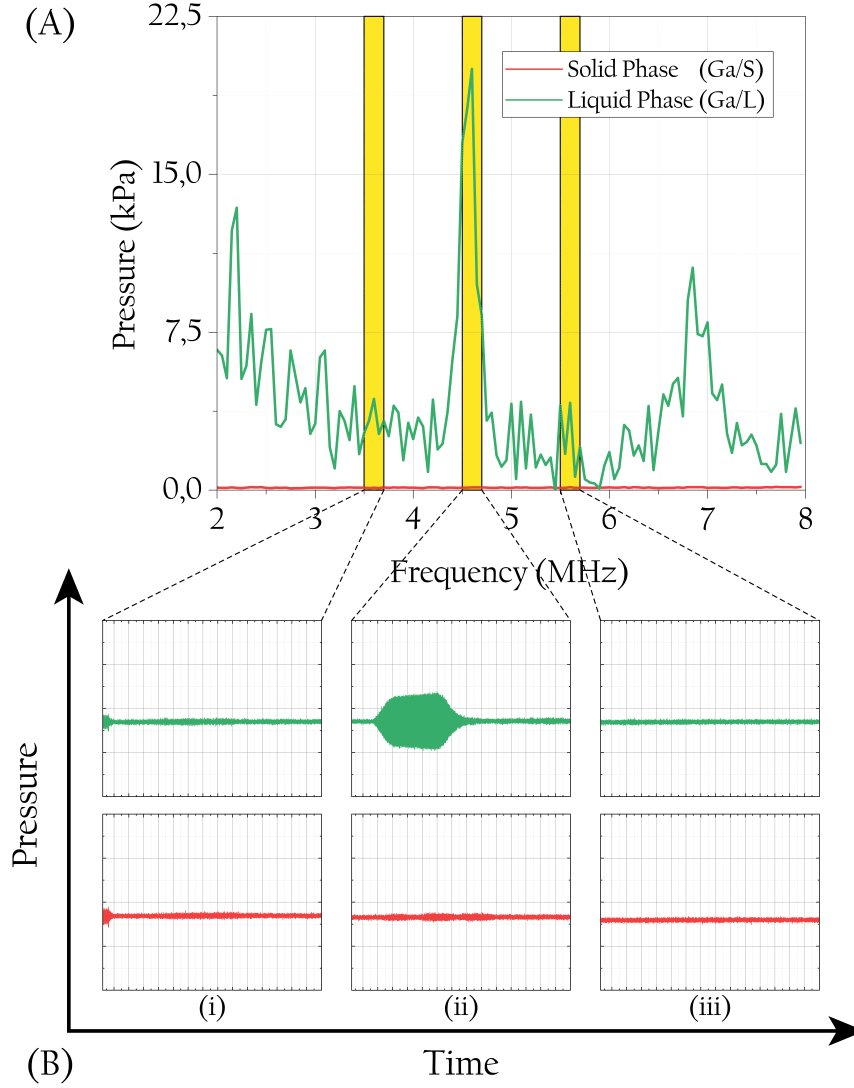 (A)
22,5
15,0
7,5
0,0
Pressure (kPa)
Solid Phase (Ga/S)
Liquid Phase (Ga/L)
2 3 4 5 6 7 8
Frequency (MHz)
Pressure
(i) (ii) (iii)
(B)
Time